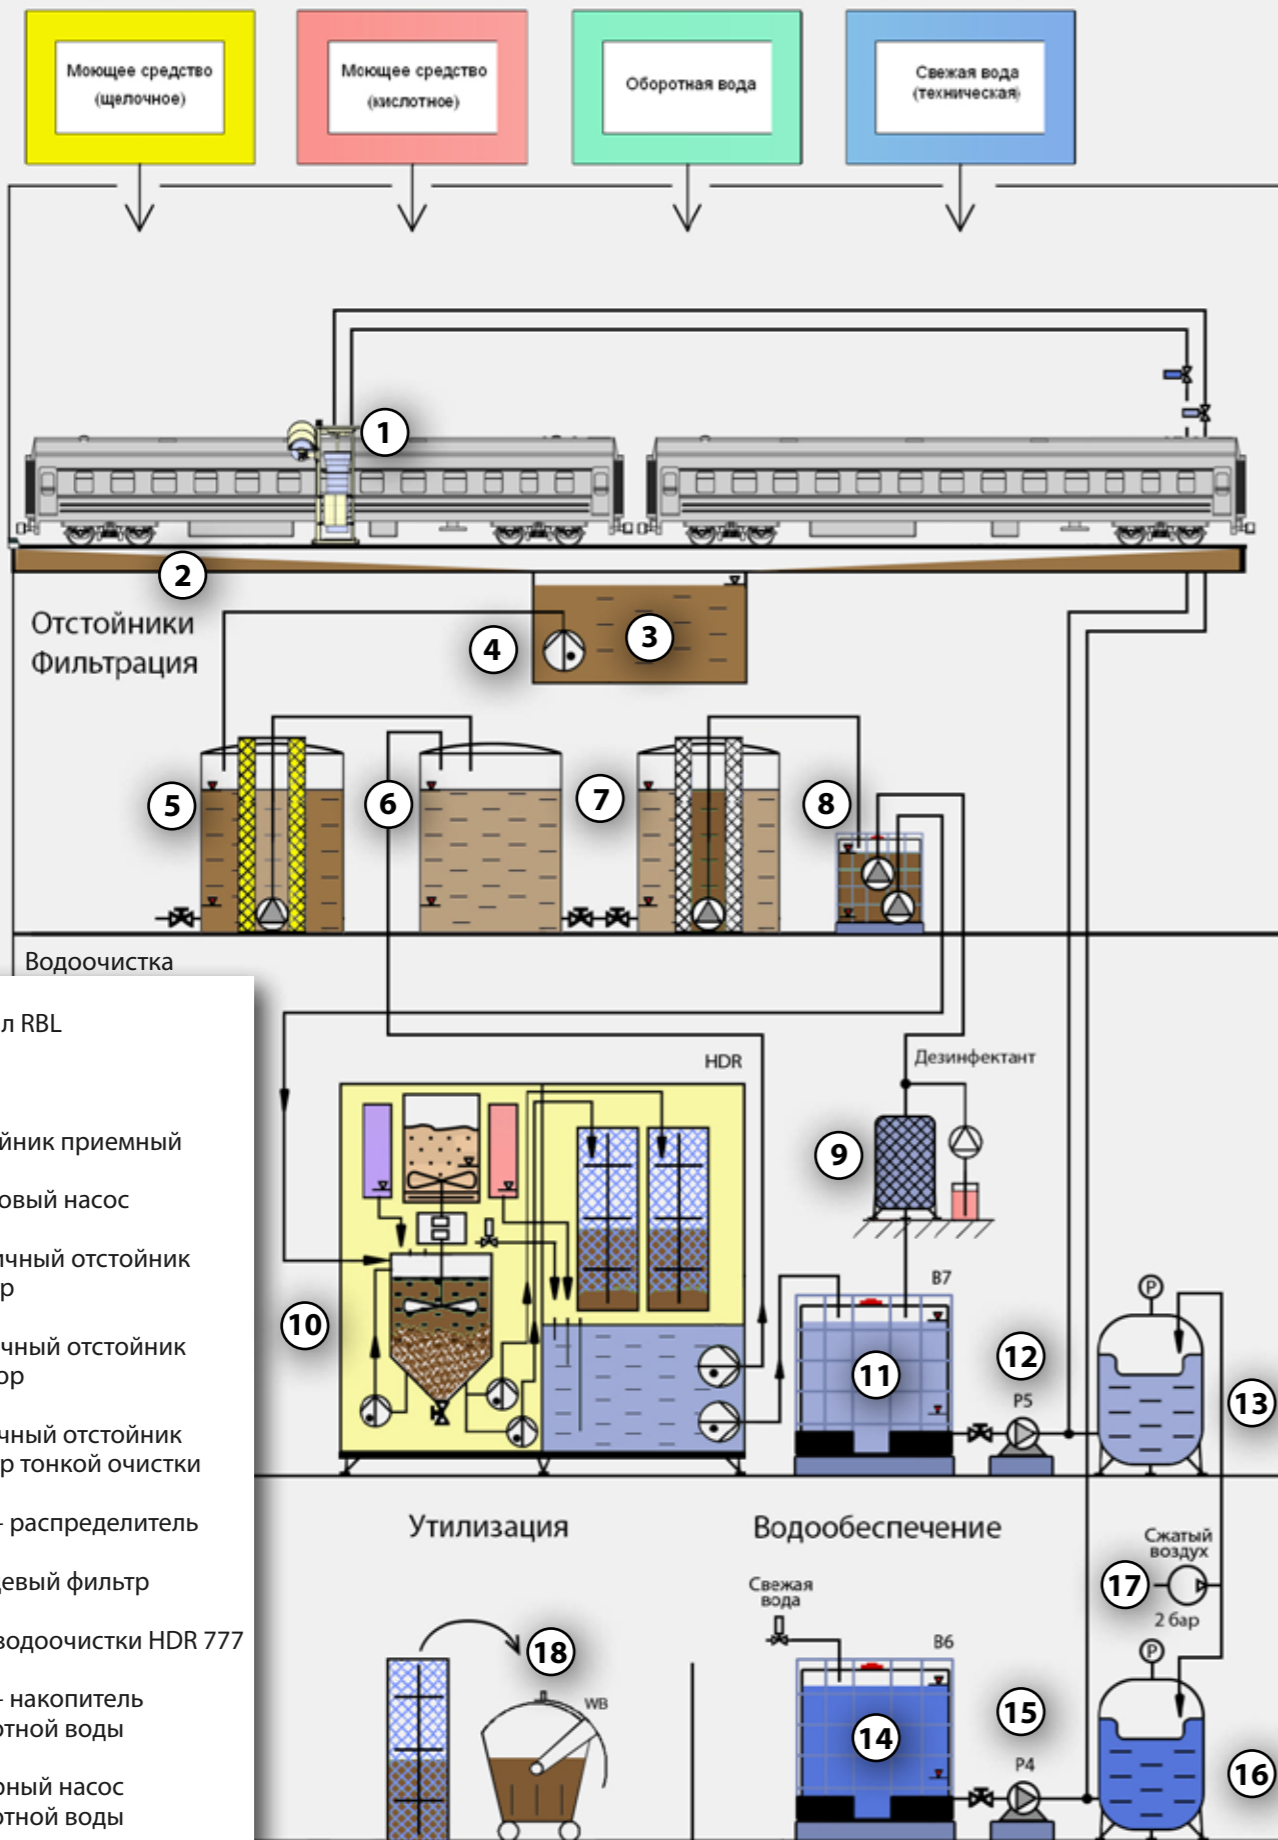 Моющее средство
(щелочное)
Моющее средство
(кислотное)
Оборотная вода
Свежая вода
(техническая)
1
2
3
4
Отстойники
Фильтрация
5
6
7
8
Водоочистка
HDR
Дезинфектант
9
10
B7
11
12
P5
P
13
л RBL
йник приемный
овый насос
ичный отстойник
р
чный отстойник
ор
чный отстойник
р тонкой очистки
- распределитель
цевый фильтр
водоочистки HDR 777
- накопитель
отной воды
рный насос
отной воды
Утилизация
18
WB
Водообеспечение
Свежая
вода
B6
14
15
P4
Сжатый
воздух
17
2 бар
P
16